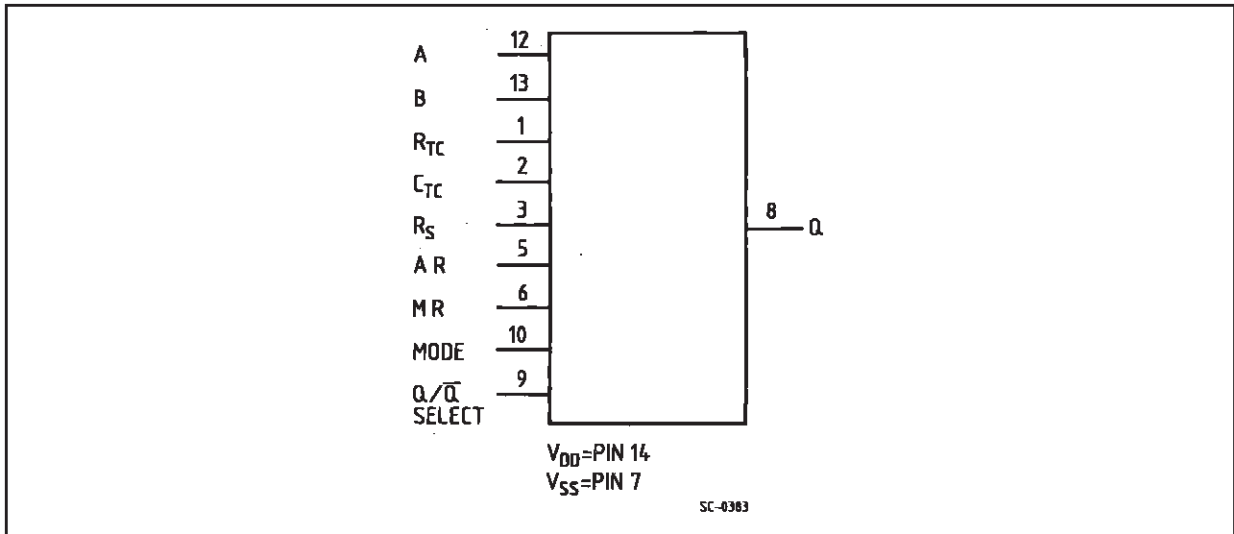 A 12
B 13
R_TC 1
C_TC 2
R_S 3
A R 5
M R 6
MODE 10
Q/Q̅ 9
SELECT
8 Q
V_DD=PIN 14
V_SS=PIN 7
SC-0383